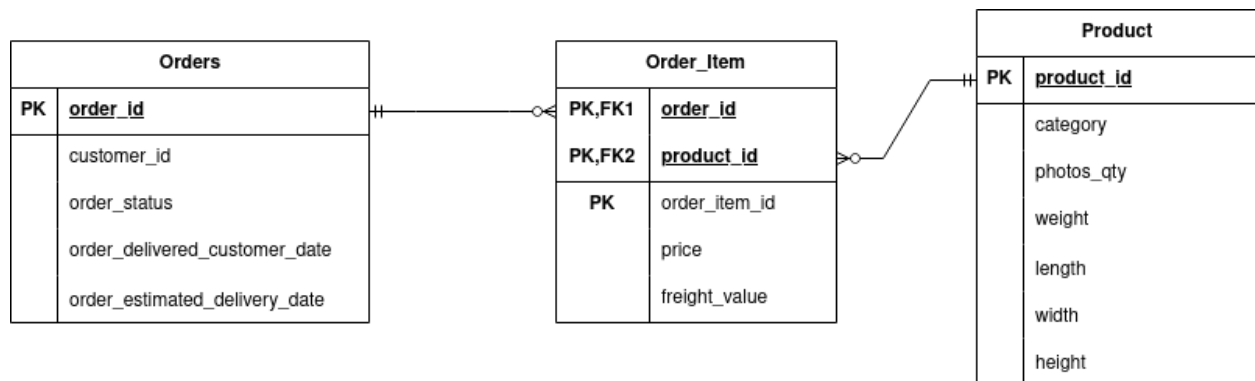 Orders
PK order_id
customer_id
order_status
order_delivered_customer_date
order_estimated_delivery_date
Order_Item
PK,FK1 order_id
PK,FK2 product_id
PK order_item_id
price
freight_value
Product
PK product_id
category
photos_qty
weight
length
width
height